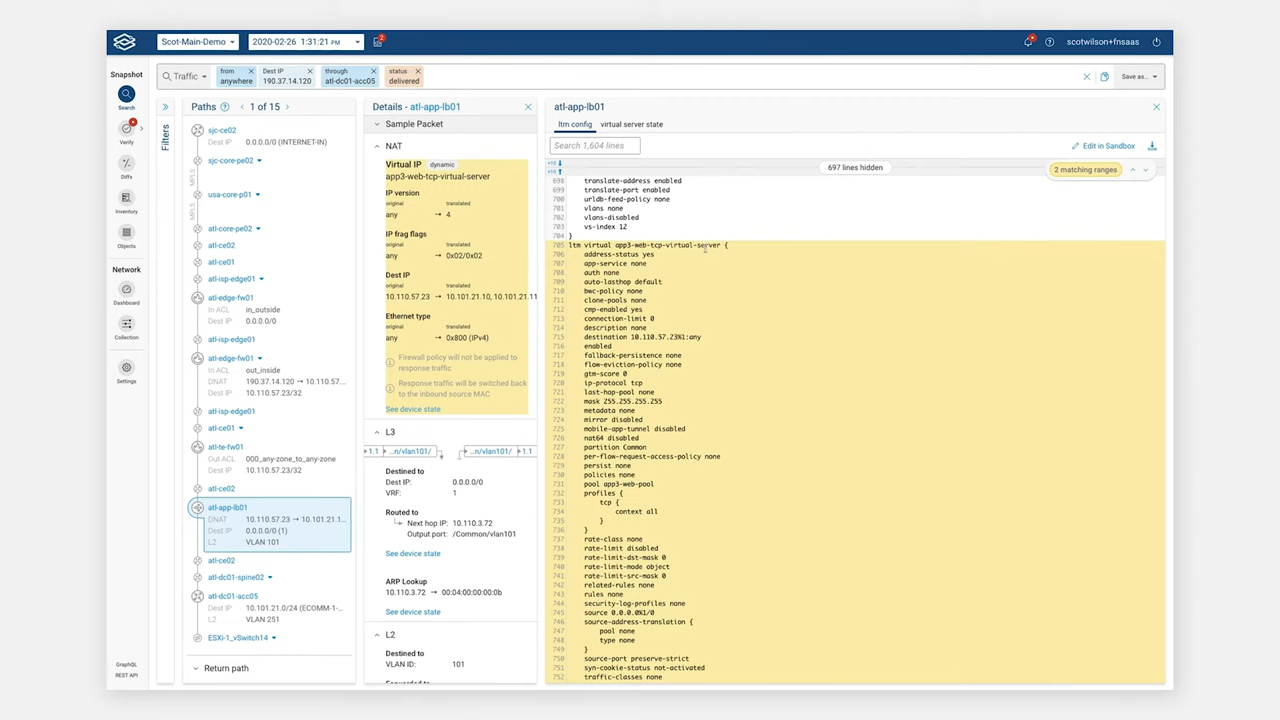 Scot-Main-Demo
2020-02-26 1:31:21 PM
2
scotwilson+fnsaas
Snapshot
Search
Verify
Diffs
Inventory
Objects
Network
Dashboard
Collection
Settings
GraphQL
REST API
Traffic
from
anywhere
Dest IP
190.37.14.120
through
atl-dc01-acc05
status
delivered
Save as...
Filters
Paths
1 of 15
sjc-ce02
Dest IP 0.0.0.0/0 (INTERNET-IN)
sjc-core-pe02
MPLS
usa-core-p01
MPLS
atl-core-pe02
atl-ce02
atl-ce01
atl-isp-edge01
atl-edge-fw01
In ACL in_outside
Dest IP 0.0.0.0/0
atl-isp-edge01
atl-edge-fw01
In ACL out_inside
DNAT 190.37.14.120 → 10.110.57...
Dest IP 10.110.57.23/32
atl-isp-edge01
atl-ce01
atl-te-fw01
Out ACL 000_any-zone_to_any-zone
Dest IP 10.110.57.23/32
atl-ce02
atl-app-lb01
DNAT 10.110.57.23 → 10.101.21.1...
Dest IP 0.0.0.0/0 (1)
L2 VLAN 101
atl-ce02
atl-dc01-spine02
atl-dc01-acc05
Dest IP 10.101.21.0/24 (ECOMM-1-...
L2 VLAN 251
ESXi-1_vSwitch14
Return path
Details - atl-app-lb01
Sample Packet
NAT
Virtual IP dynamic
app3-web-tcp-virtual-server
IP version
original translated
any → 4
IP frag flags
original translated
any → 0x02/0x02
Dest IP
original translated
10.110.57.23 → 10.101.21.10, 10.101.21.11
Ethernet type
original translated
any → 0x800 (IPv4)
Firewall policy will not be applied to
response traffic
Response traffic will be switched back
to the inbound source MAC
See device state
L3
1.1 ...n/vlan101/ ...n/vlan101/ 1.1
Destined to
Dest IP: 0.0.0.0/0
VRF: 1
Routed to
Next hop IP: 10.110.3.72
Output port: /Common/vlan101
See device state
ARP Lookup
10.110.3.72 → 00:04:00:00:00:0b
See device state
L2
Destined to
VLAN ID: 101
atl-app-lb01
ltm config
virtual server state
Search 1,604 lines
Edit in Sandbox
+10
+10
697 lines hidden
2 matching ranges
698 translate-address enabled
699 translate-port enabled
700 urldb-feed-policy none
701 vlans none
702 vlans-disabled
703 vs-index 12
704 }
705 ltm virtual app3-web-tcp-virtual-server {
706 address-status yes
707 app-service none
708 auth none
709 auto-lasthop default
710 bwc-policy none
711 clone-pools none
712 cmp-enabled yes
713 connection-limit 0
714 description none
715 destination 10.110.57.23%1:any
716 enabled
717 fallback-persistence none
718 flow-eviction-policy none
719 gtm-score 0
720 ip-protocol tcp
721 last-hop-pool none
722 mask 255.255.255.255
723 metadata none
724 mirror disabled
725 mobile-app-tunnel disabled
726 nat64 disabled
727 partition Common
728 per-flow-request-access-policy none
729 persist none
730 policies none
731 pool app3-web-pool
732 profiles {
733 tcp {
734 context all
735 }
736 }
737 rate-class none
738 rate-limit disabled
739 rate-limit-dst-mask 0
740 rate-limit-mode object
741 rate-limit-src-mask 0
742 related-rules none
743 rules none
744 security-log-profiles none
745 source 0.0.0.0%1/0
746 source-address-translation {
747 pool none
748 type none
749 }
750 source-port preserve-strict
751 syn-cookie-status not-activated
752 traffic-classes none